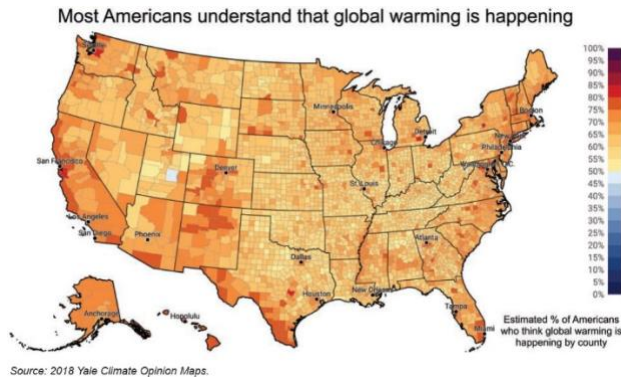 Most Americans understand that global warming is happening
100%
95%
90%
85%
80%
75%
70%
65%
60%
55%
50%
45%
40%
35%
30%
25%
20%
15%
10%
5%
0%
Seattle
Minneapolis
Boston
Detroit
Chicago
New York
Philadelphia
Washington, D.C.
San Francisco
Denver
St. Louis
Los Angeles
San Diego
Phoenix
Atlanta
Dallas
Houston
New Orleans
Tampa
Miami
Anchorage
Honolulu
Estimated % of Americans
who think global warming is
happening by county
Source: 2018 Yale Climate Opinion Maps.